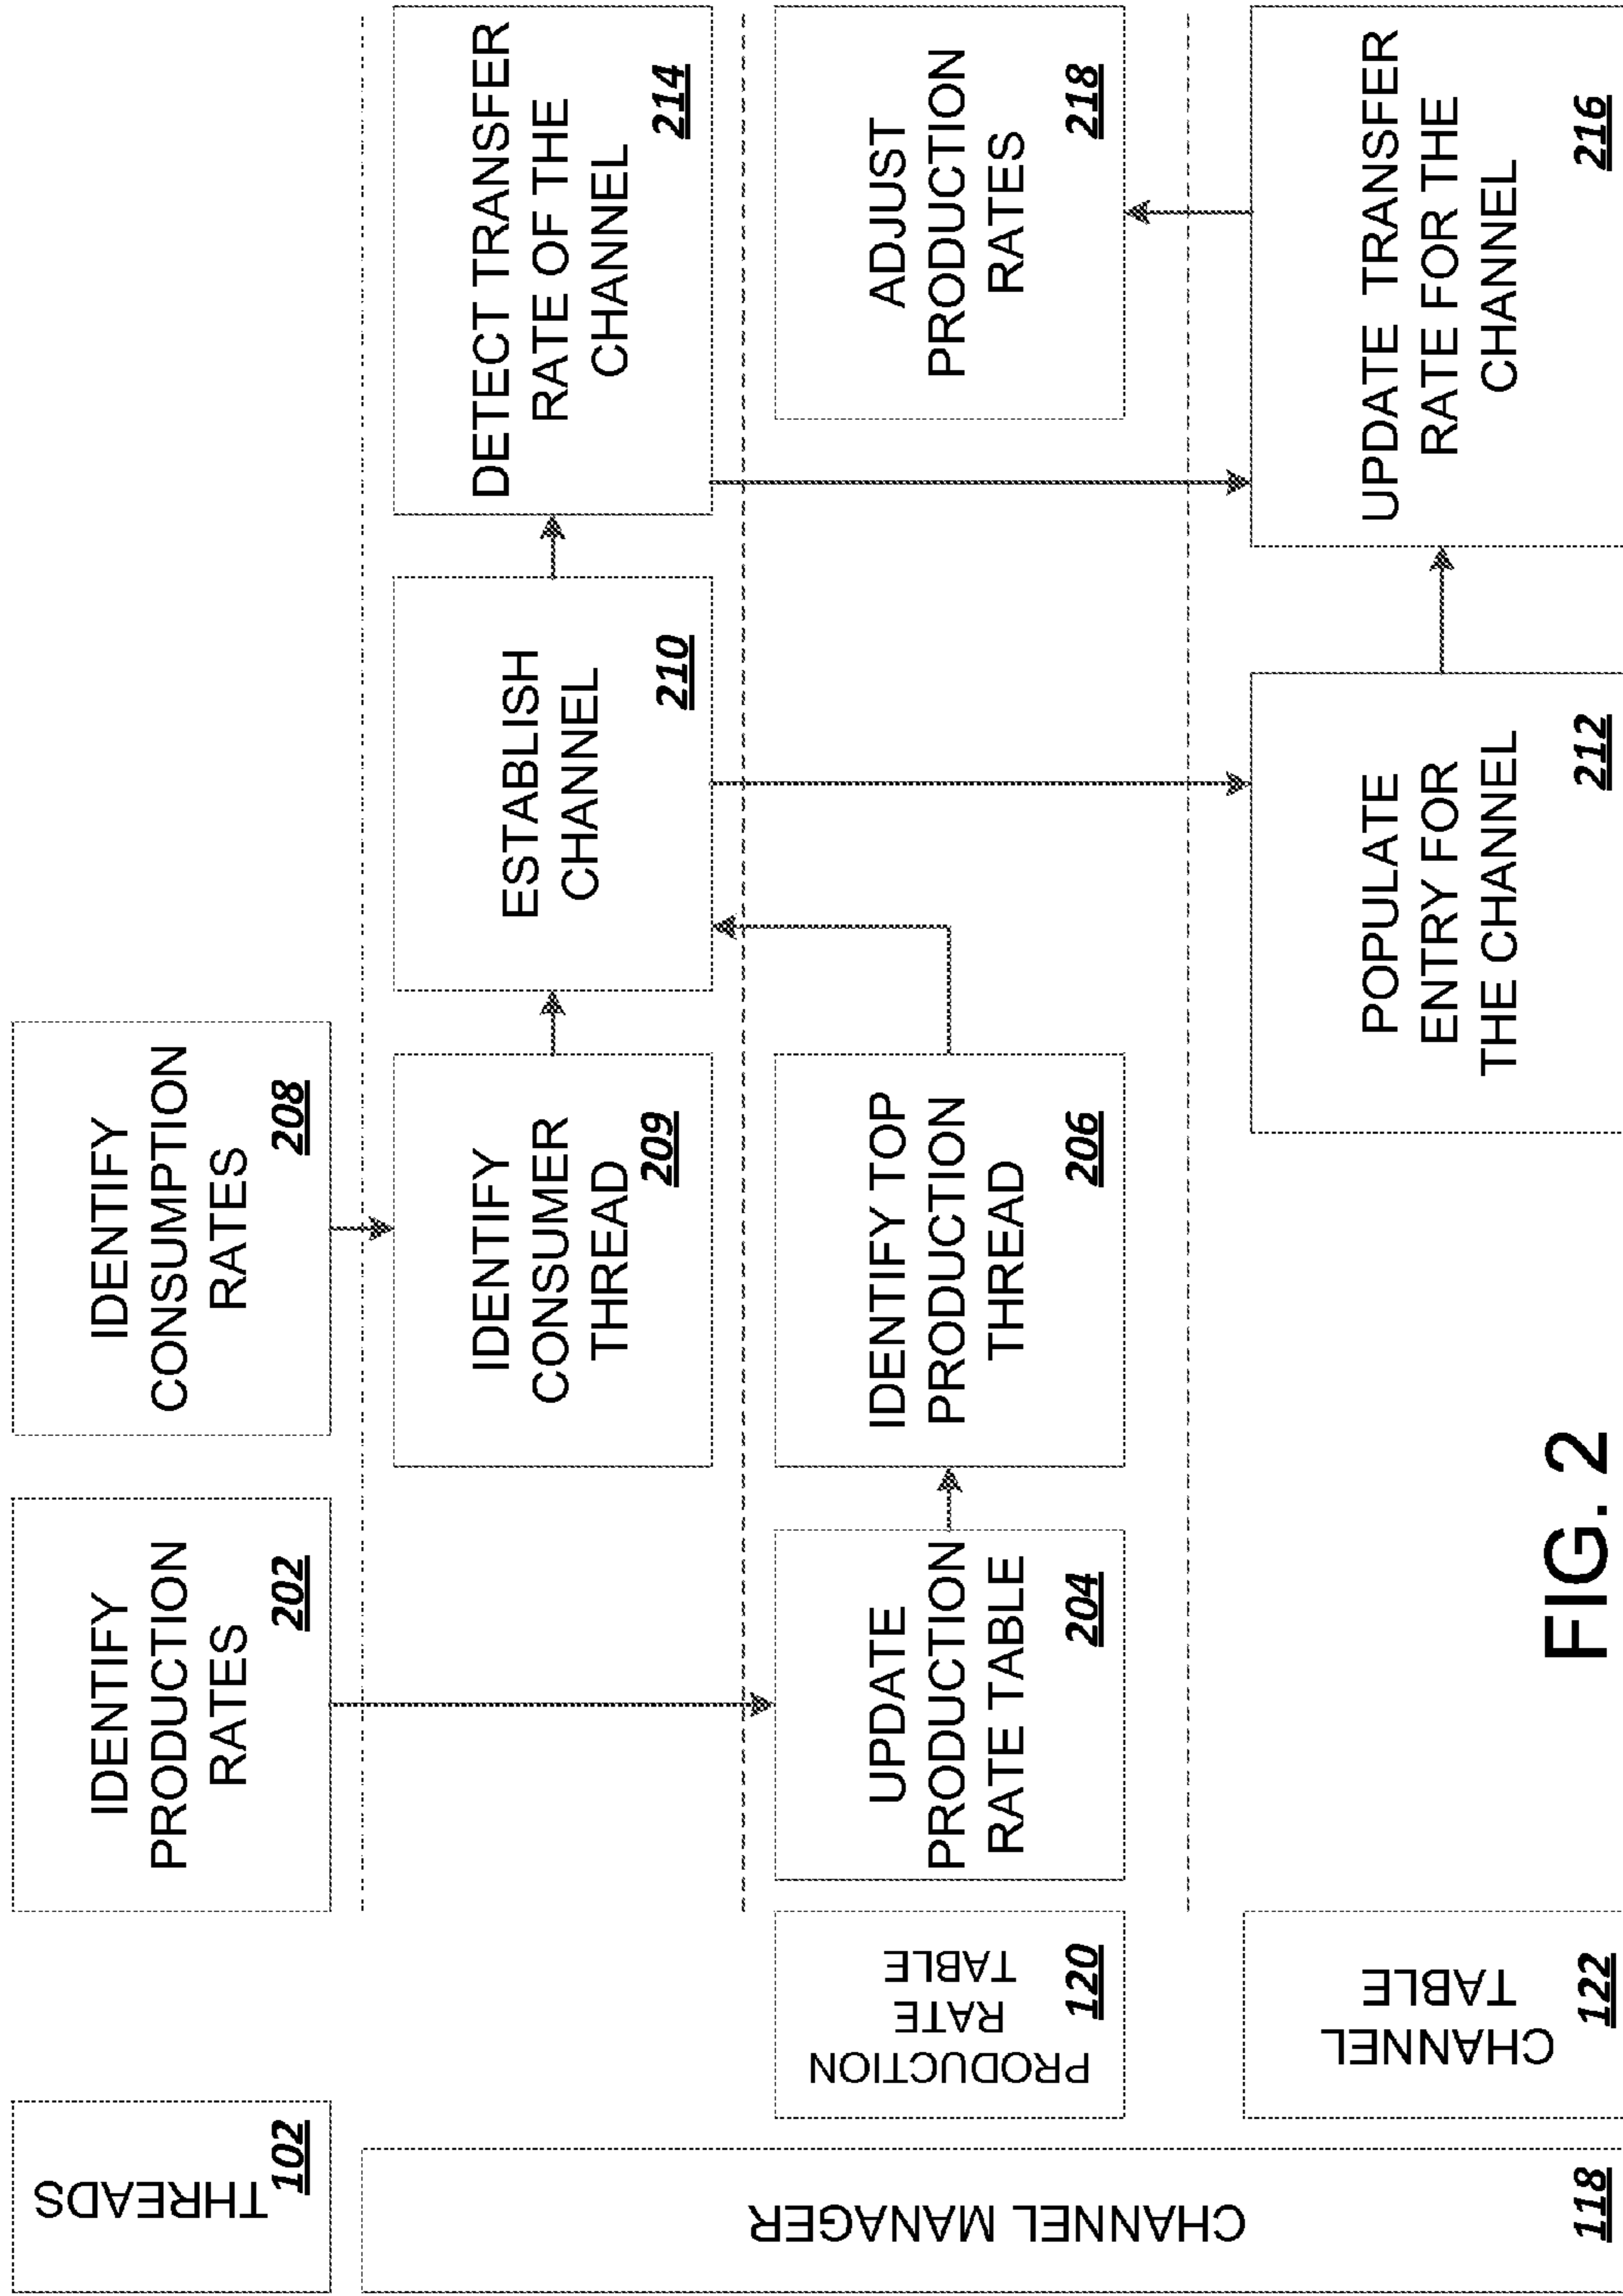 THREADS
102
IDENTIFY
PRODUCTION
RATES
202
IDENTIFY
CONSUMPTION
RATES
208
CHANNEL MANAGER
118
IDENTIFY
CONSUMER
THREAD
209
ESTABLISH
CHANNEL
210
DETECT TRANSFER
RATE OF THE
CHANNEL
214
PRODUCTION
RATE
TABLE
120
UPDATE
PRODUCTION
RATE TABLE
204
IDENTIFY TOP
PRODUCTION
THREAD
206
ADJUST
PRODUCTION
RATES
218
CHANNEL
TABLE
122
POPULATE
ENTRY FOR
THE CHANNEL
212
UPDATE TRANSFER
RATE FOR THE
CHANNEL
216
FIG. 2